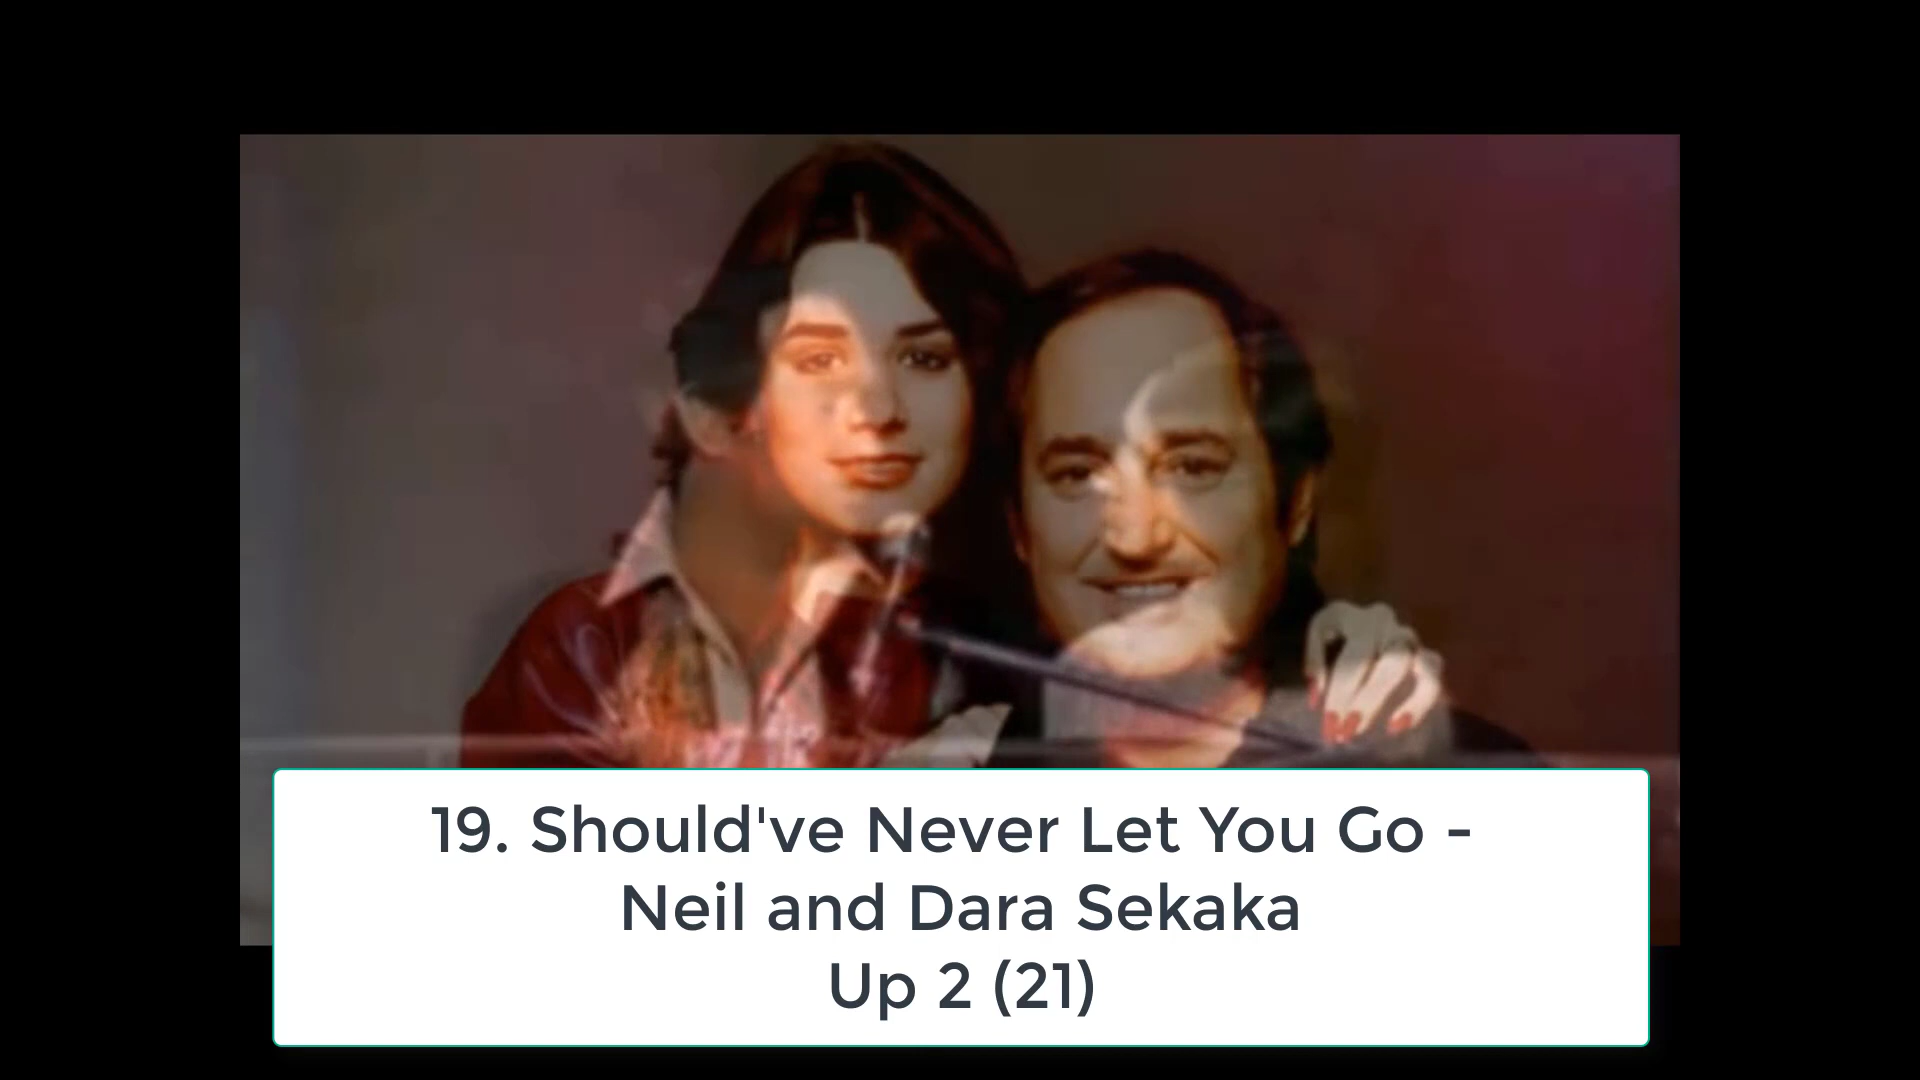 19. Should've Never Let You Go -
Neil and Dara Sekaka
Up 2 (21)